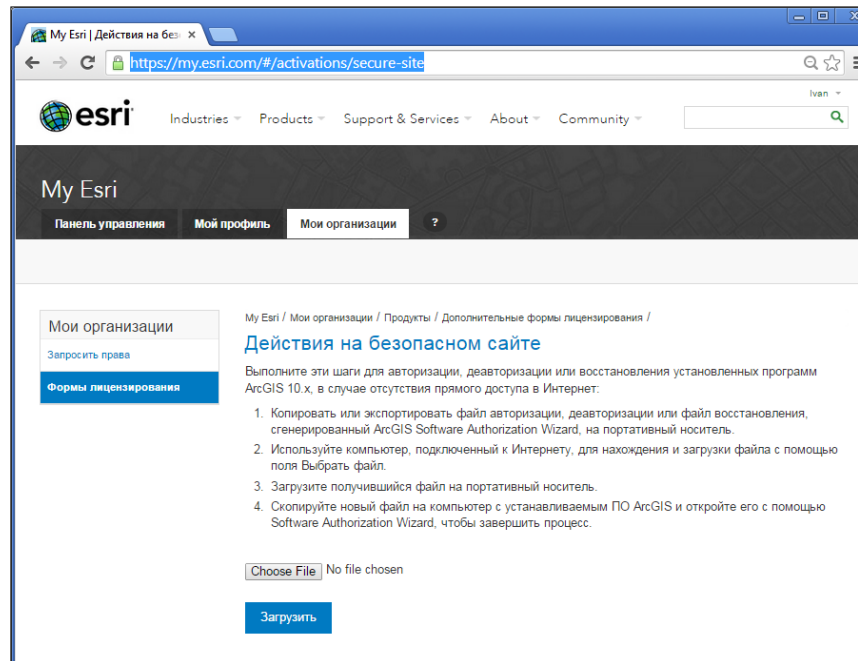 My Esri | Действия на без
https://my.esri.com/#/activations/secure-site
Ivan
esri
Industries Products Support & Services About Community
My Esri
Панель управления Мой профиль Мои организации ?
Мои организации
Запросить права
Формы лицензирования
My Esri / Мои организации / Продукты / Дополнительные формы лицензирования /
Действия на безопасном сайте
Выполните эти шаги для авторизации, деавторизации или восстановления установленных программ
ArcGIS 10.x, в случае отсутствия прямого доступа в Интернет:
1. Копировать или экспортировать файл авторизации, деавторизации или файл восстановления,
сгенерированный ArcGIS Software Authorization Wizard, на портативный носитель.
2. Используйте компьютер, подключенный к Интернету, для нахождения и загрузки файла с помощью
поля Выбрать файл.
3. Загрузите получившийся файл на портативный носитель.
4. Скопируйте новый файл на компьютер с устанавливаемым ПО ArcGIS и откройте его с помощью
Software Authorization Wizard, чтобы завершить процесс.
Choose File No file chosen
Загрузить